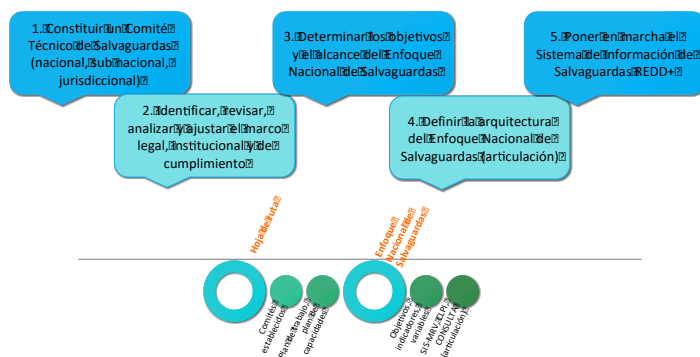 1. Constituir un Comité
Técnico de Salvaguardas
(nacional, sub nacional,
jurisdiccional)
2. Identificar, revisar,
analizar y ajustar el marco
legal, Institucional y de
cumplimiento
3. Determinar los objetivos
y el alcance del Enfoque
Nacional de Salvaguardas
4. Definir la arquitectura
del Enfoque Nacional de
Salvaguardas (articulación)
5. Poner en marcha el
Sistema de Información de
Salvaguardas REDD+
Hoja de ruta
Comités
establecidos
Plan de trabajo,
plan de
capacidades
Enfoque
Nacional de
Salvaguardas
Objetivos,
indicadores,
variables
SIS-MRV, CLPI,
CONSULTA
(articulación)